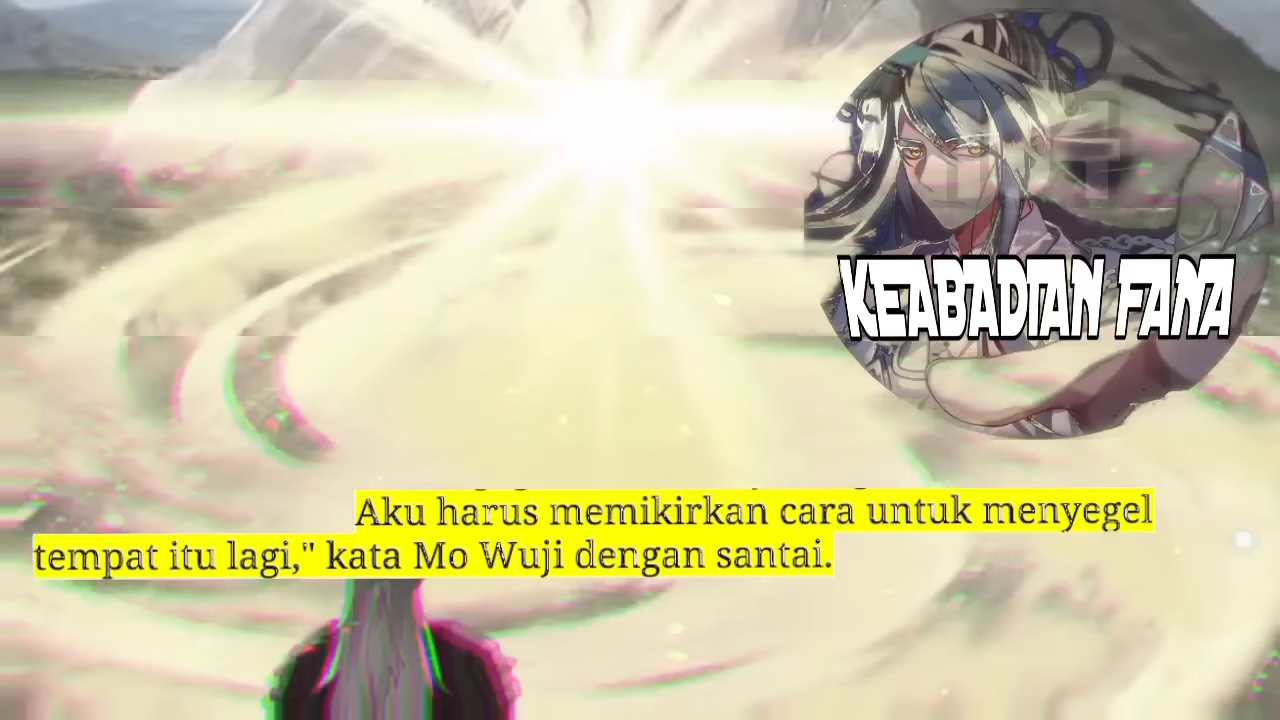 KEABADIAN FANA
Aku harus memikirkan cara untuk menyegel
tempat itu lagi," kata Mo Wuji dengan santai.